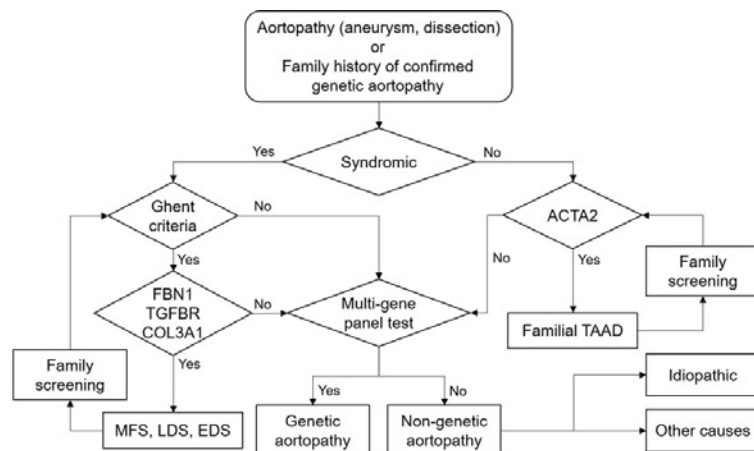 Aortopathy (aneurysm, dissection)
or
Family history of confirmed
genetic aortopathy
Yes
No
Syndromic
Ghent
criteria
No
ACTA2
Yes
No
Yes
Family
screening
FBN1
TGFBR
COL3A1
No
Multi-gene
panel test
Familial TAAD
Family
screening
Yes
Yes
No
Idiopathic
MFS, LDS, EDS
Genetic
aortopathy
Non-genetic
aortopathy
Other causes